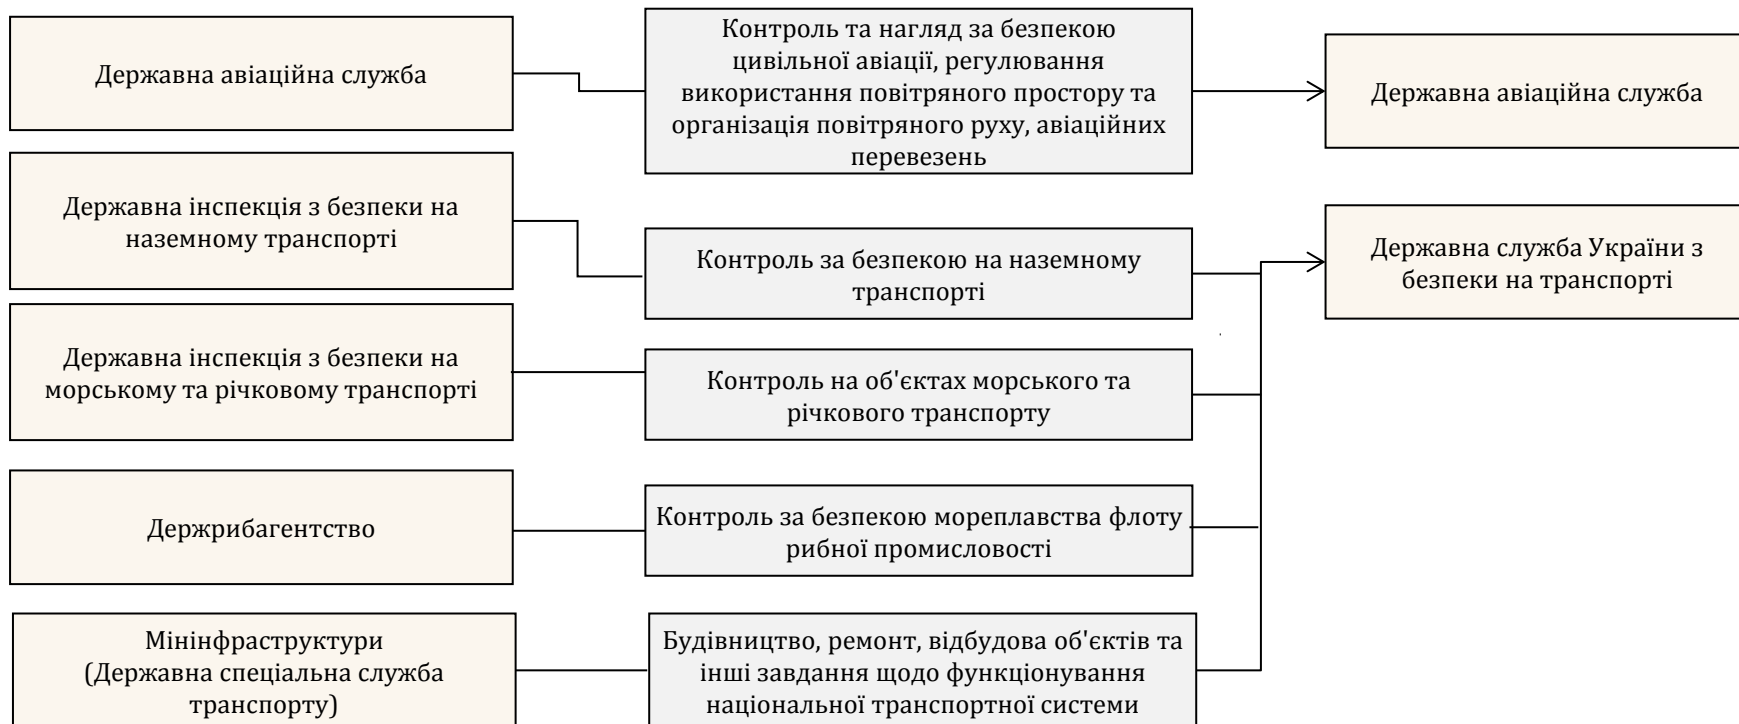 Державна авіаційна служба
Контроль та нагляд за безпекою
цивільної авіації, регулювання
використання повітряного простору та
організація повітряного руху, авіаційних
перевезень
Державна авіаційна служба
Державна інспекція з безпеки на
наземному транспорті
Контроль за безпекою на наземному
транспорті
Державна служба України з
безпеки на транспорті
Державна інспекція з безпеки на
морському та річковому транспорті
Контроль на об'єктах морського та
річкового транспорту
Держрибагентство
Контроль за безпекою мореплавства флоту
рибної промисловості
Мінінфраструктури
(Державна спеціальна служба
транспорту)
Будівництво, ремонт, відбудова об'єктів та
інші завдання щодо функціонування
національної транспортної системи